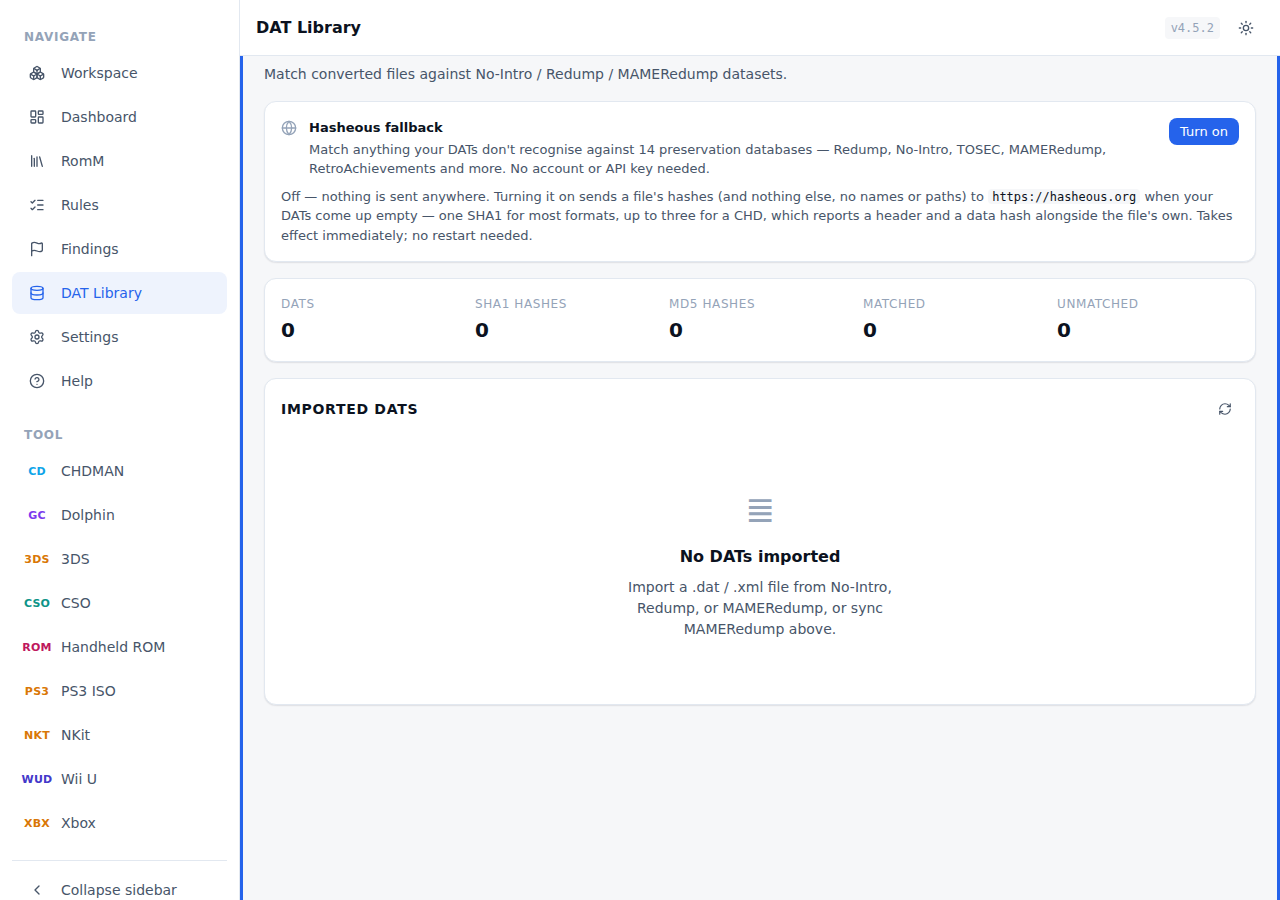 NAVIGATE
Workspace
Dashboard
RomM
Rules
Findings
DAT Library
Settings
Help
TOOL
CD CHDMAN
GC Dolphin
3DS 3DS
CSO CSO
ROM Handheld ROM
PS3 PS3 ISO
NKT NKit
WUD Wii U
XBX Xbox
Collapse sidebar
DAT Library
v4.5.2
Match converted files against No-Intro / Redump / MAMERedump datasets.
Hasheous fallback
Turn on
Match anything your DATs don't recognise against 14 preservation databases — Redump, No-Intro, TOSEC, MAMERedump,
RetroAchievements and more. No account or API key needed.
Off — nothing is sent anywhere. Turning it on sends a file's hashes (and nothing else, no names or paths) to https://hasheous.org when your
DATs come up empty — one SHA1 for most formats, up to three for a CHD, which reports a header and a data hash alongside the file's own. Takes
effect immediately; no restart needed.
DATS SHA1 HASHES MD5 HASHES MATCHED UNMATCHED
0 0 0 0 0
IMPORTED DATS
No DATs imported
Import a .dat / .xml file from No-Intro,
Redump, or MAMERedump, or sync
MAMERedump above.